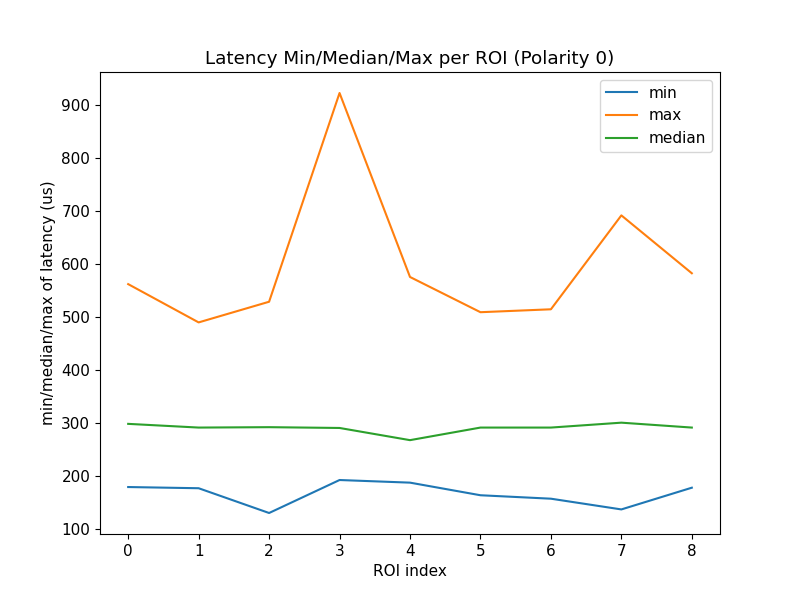 Latency Min/Median/Max per ROI (Polarity 0)
min
max
median
min/median/max of latency (us)
900
800
700
600
500
400
300
200
100
0 1 2 3 4 5 6 7 8
ROI index